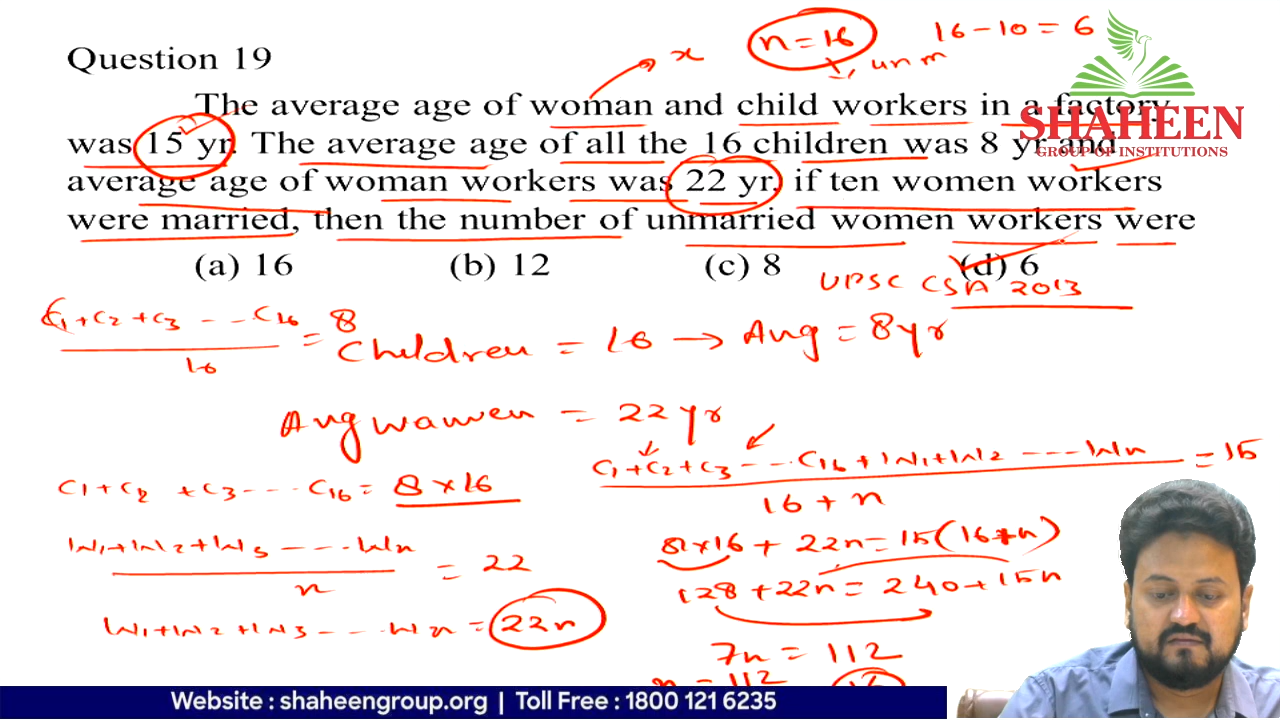 Question 19
n=16
16-10=6
x
unm
The average age of woman and child workers in a factory
was 15 yr. The average age of all the 16 children was 8 yr and
average age of woman workers was 22 yr, if ten women workers
were married, then the number of unmarried women workers were
(a) 16 (b) 12 (c) 8 (d) 6
SHAHEEN
GROUP OF INSTITUTIONS
UPSC CSA 2013
C1+C2+C3 ---C16
16
= 8
Children = 16 → Avg = 8yr
Avg women = 22 yr
C1+C2+C3 ---C16+W1+W2 ----Wn
16+n
= 15
C1+C2 +C3---C16= 8×16
W1+W2+W3 ----Wn
n
= 22
8×16+22n=15(16+n)
128+22n=240+15n
W1+W2+W3 ---Wn = 22n
7n = 112
Website : shaheengroup.org | Toll Free : 1800 121 6235